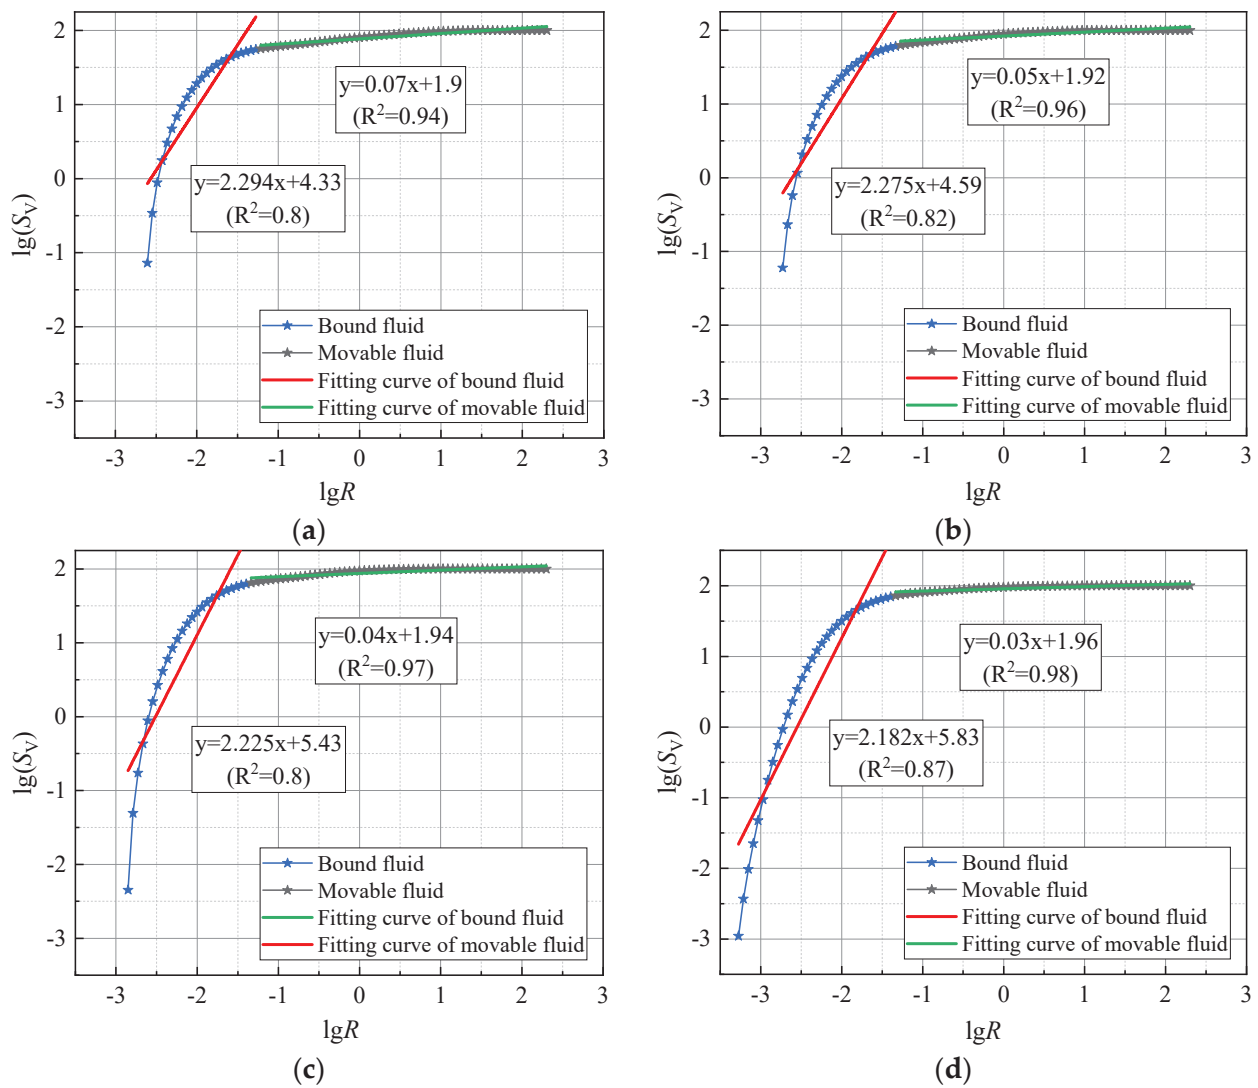 2
1
0
-1
-2
-3
lg(SV)
y=0.07x+1.9
(R2=0.94)
y=2.294x+4.33
(R2=0.8)
Bound fluid
Movable fluid
Fitting curve of bound fluid
Fitting curve of movable fluid
-3 -2 -1 0 1 2 3
lgR
(a)
2
1
0
-1
-2
-3
lg(SV)
y=0.05x+1.92
(R2=0.96)
y=2.275x+4.59
(R2=0.82)
Bound fluid
Movable fluid
Fitting curve of bound fluid
Fitting curve of movable fluid
-3 -2 -1 0 1 2 3
lgR
(b)
2
1
0
-1
-2
-3
lg(SV)
y=0.04x+1.94
(R2=0.97)
y=2.225x+5.43
(R2=0.8)
Bound fluid
Movable fluid
Fitting curve of bound fluid
Fitting curve of movable fluid
-3 -2 -1 0 1 2 3
lgR
(c)
2
1
0
-1
-2
-3
lg(SV)
y=0.03x+1.96
(R2=0.98)
y=2.182x+5.83
(R2=0.87)
Bound fluid
Movable fluid
Fitting curve of bound fluid
Fitting curve of movable fluid
-3 -2 -1 0 1 2 3
lgR
(d)